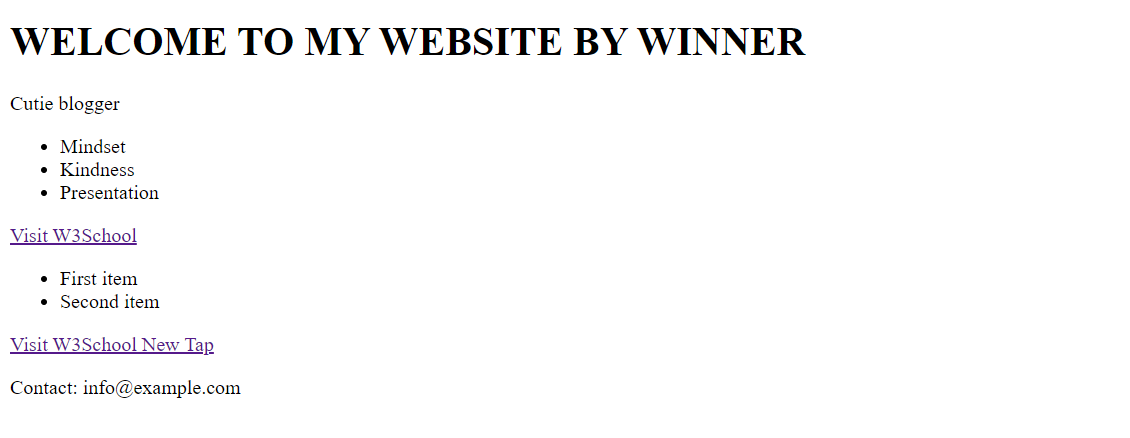 WELCOME TO MY WEBSITE BY WINNER
Cutie blogger
Mindset
Kindness
Presentation
Visit W3School
First item
Second item
Visit W3School New Tap
Contact: info@example.com